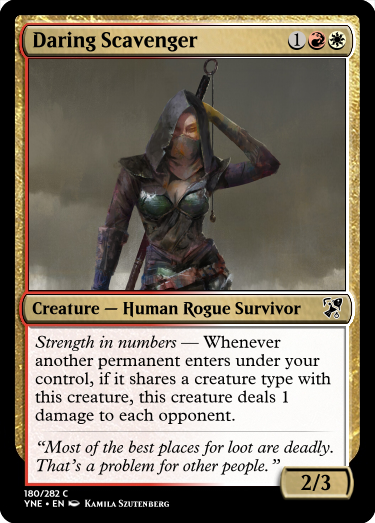 Daring Scavenger 1
Creature — Human Rogue Survivor
Strength in numbers — Whenever
another permanent enters under your
control, if it shares a creature type with
this creature, this creature deals 1
damage to each opponent.
“Most of the best places for loot are deadly.
That’s a problem for other people.”
2/3
180/282 C
YNE • EN Kamila Szutenberg